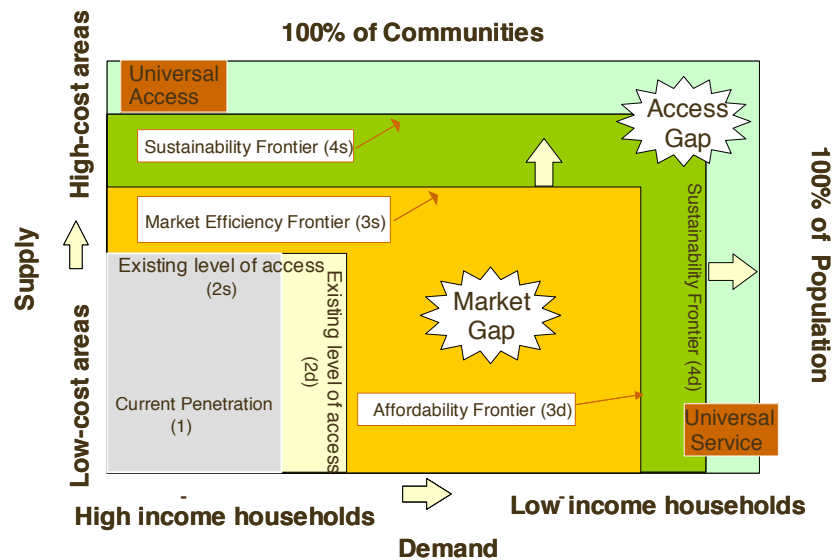 100% of Communities
High-cost areas
Universal
Access
Access
Gap
Sustainability Frontier (4s)
Market Efficiency Frontier (3s)
Sustainability Frontier (4d)
100% of Population
Supply
Existing level of access
(2s)
Existing level of access
(2d)
Market
Gap
Low-cost areas
Current Penetration
(1)
Affordability Frontier (3d)
Universal
Service
High income households
Low income households
Demand